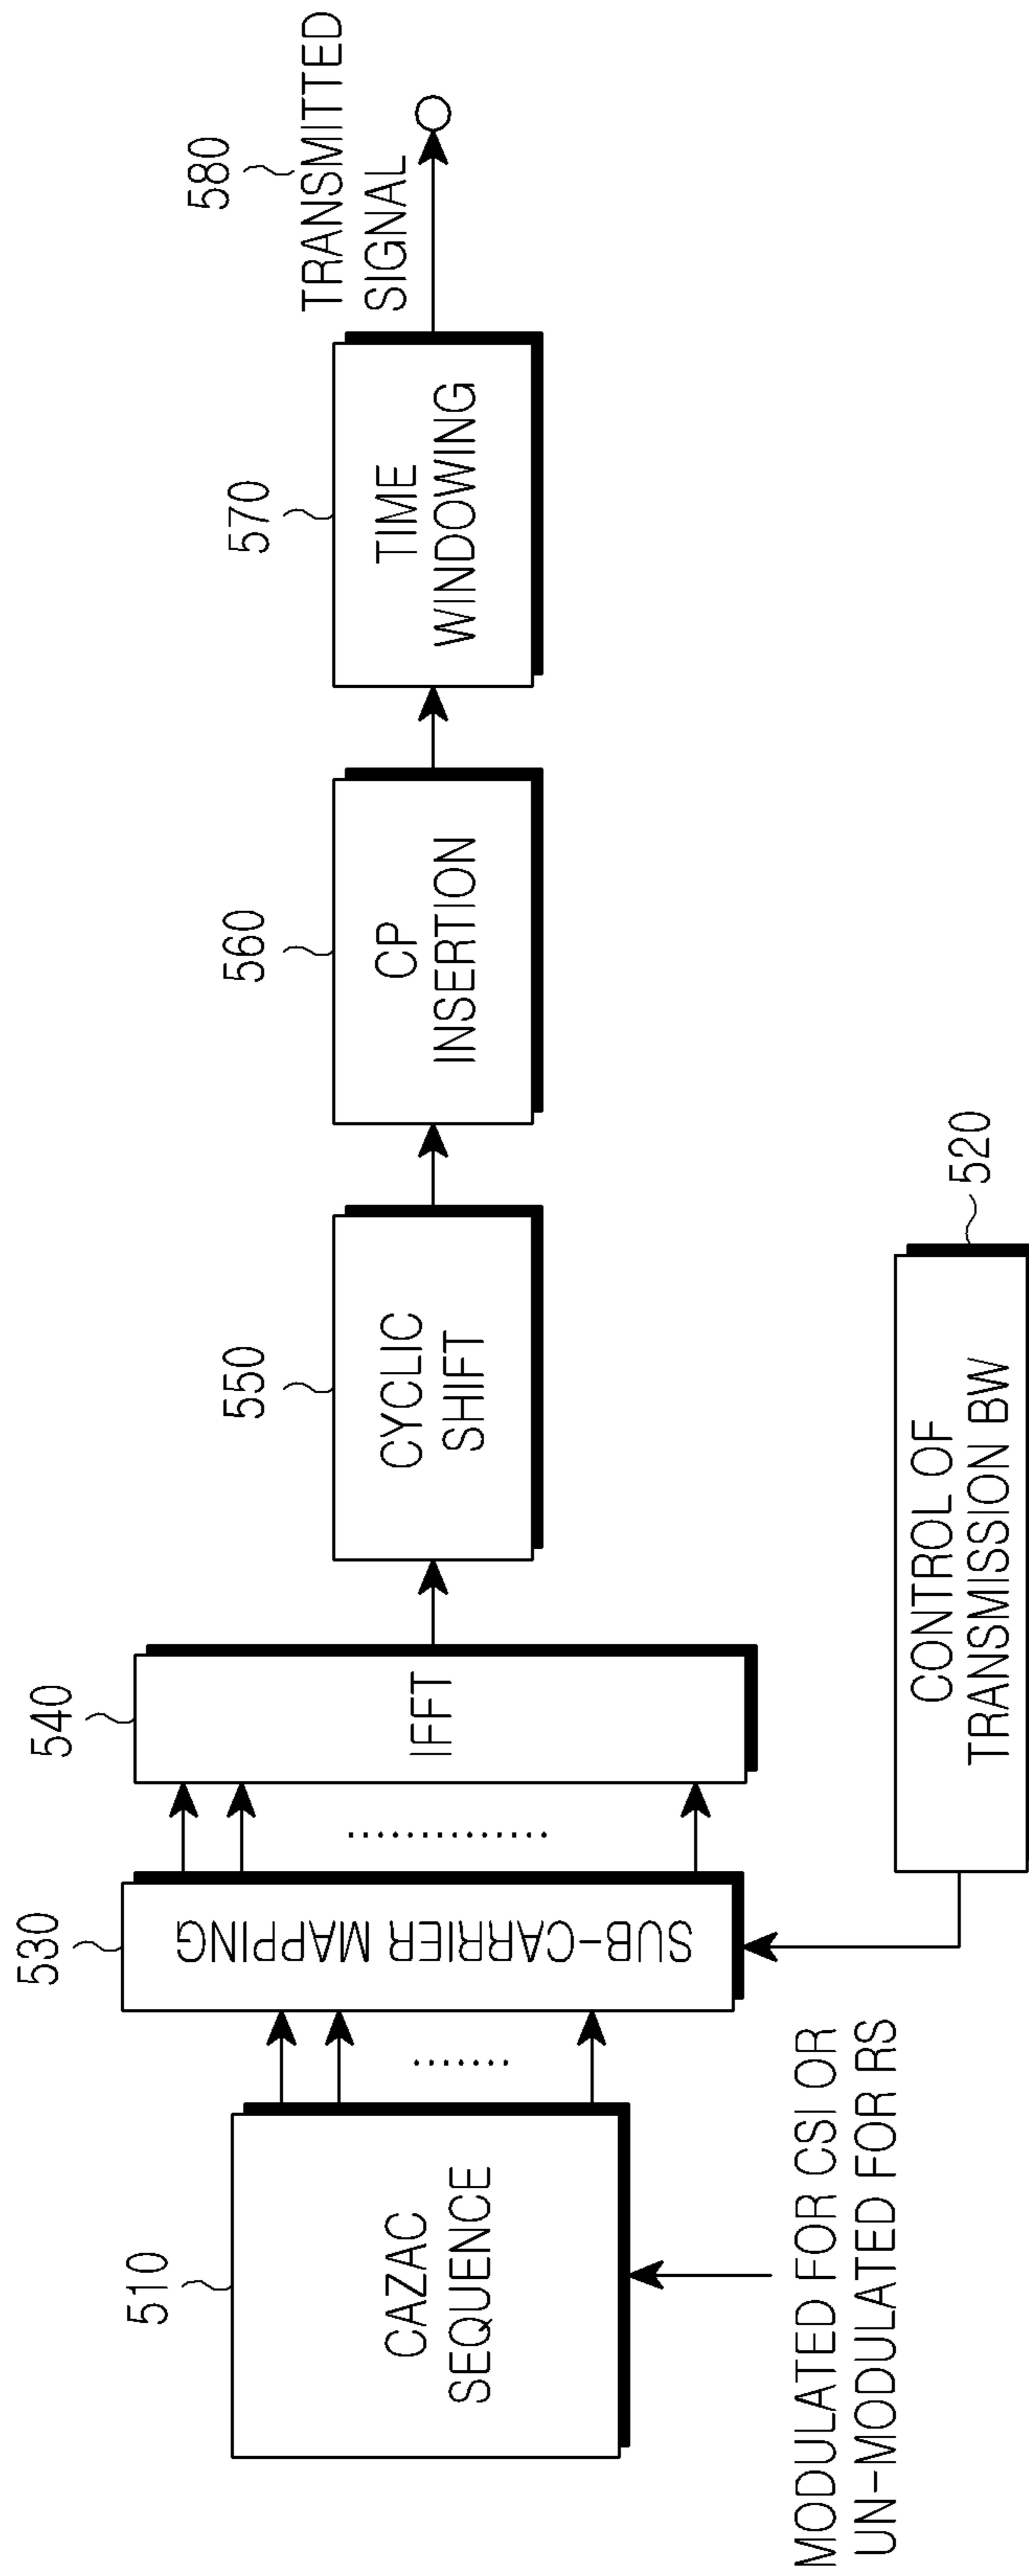 580
TRANSMITTED
SIGNAL
570
TIME
WINDOWING
560
CP
INSERTION
550
CYCLIC
SHIFT
540
IFFT
530
SUB-CARRIER MAPPING
510
CAZAC
SEQUENCE
520
CONTROL OF
TRANSMISSION BW
MODULATED FOR CSI OR
UN-MODULATED FOR RS